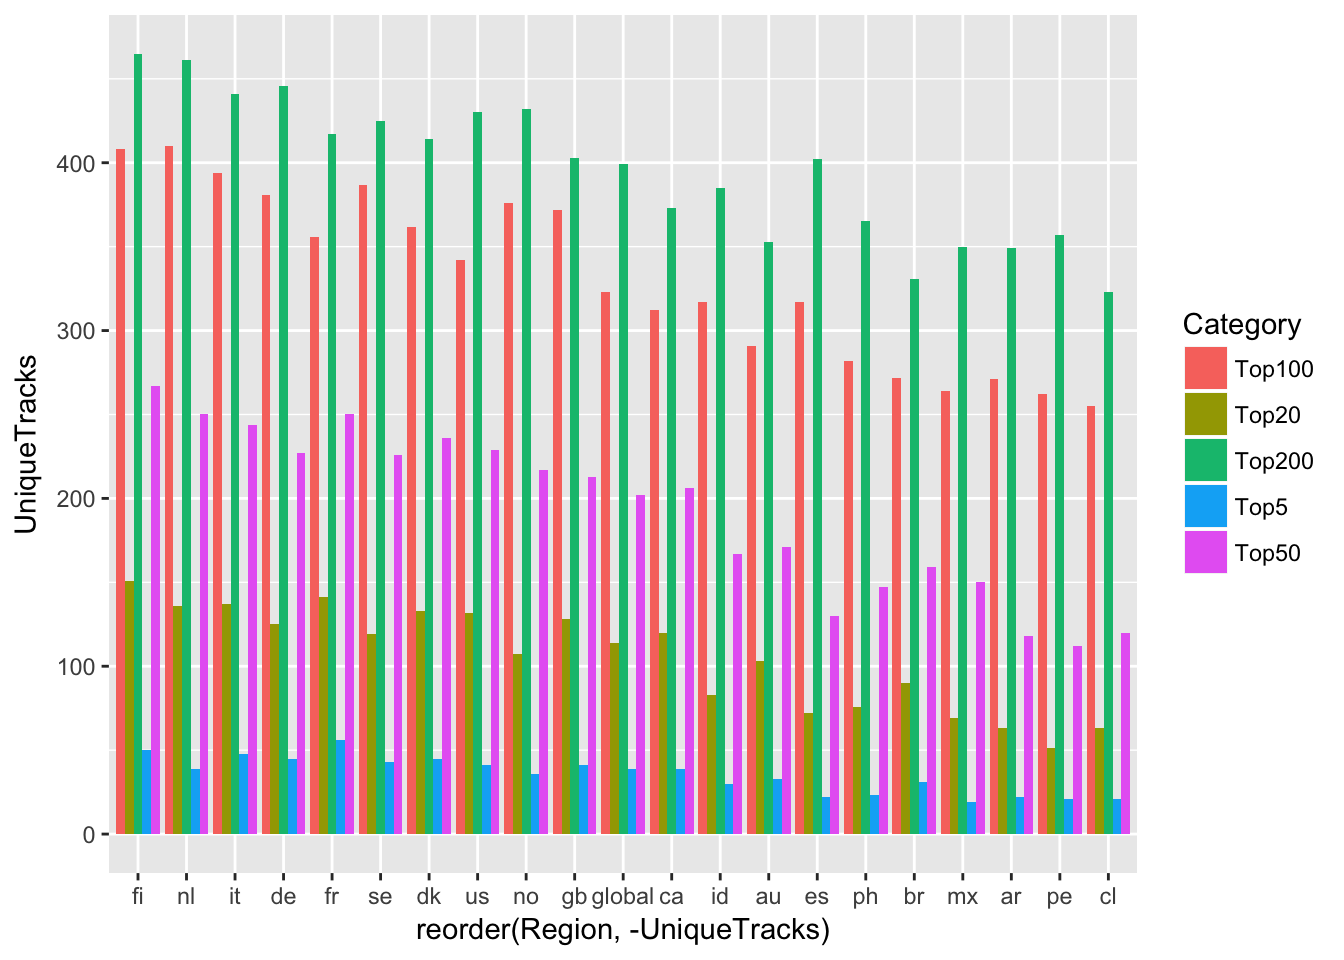 UniqueTracks
400
300
200
100
0
fi nl it de fr se dk us no gb global ca id au es ph br mx ar pe cl
reorder(Region, -UniqueTracks)
Category
Top100
Top20
Top200
Top5
Top50